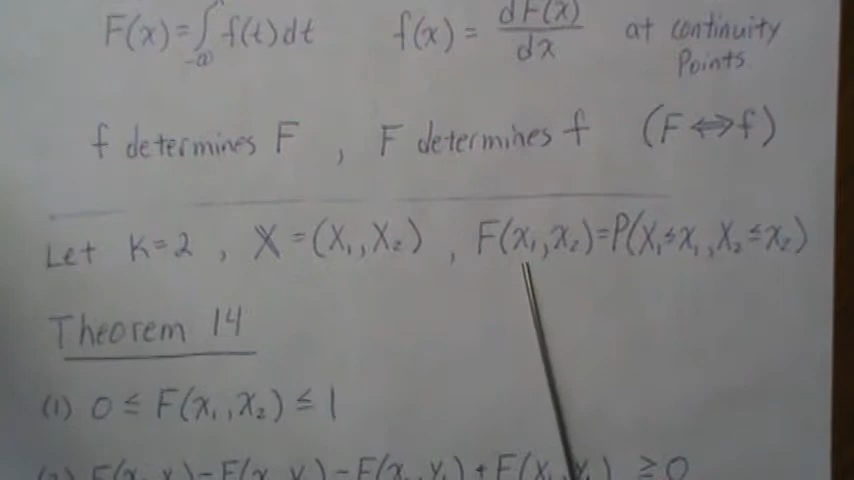 F(x) = ∫_{-∞} f(t)dt    f(x) = dF(x)/dx    at continuity Points
f determines F , F determines f (F ⇔ f)
Let K=2 , X = (X₁,X₂) , F(x₁,x₂)=P(X₁≤x₁,X₂≤x₂)
Theorem 14
(1) 0 ≤ F(x₁,x₂) ≤ 1
≥0